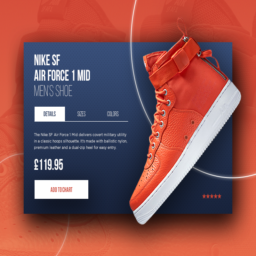 NIKE SF
AIR FORCE 1 MID
MEN'S SHOE
DETAILS SIZES COLORS
The Nike SF Air Force 1 Mid delivers coveit military ability
in a classic hoops silhouette. It's made with ballistic nylon,
premium leather and a dual-zip heel for easy entry.
£119.95
ADD TO CHART